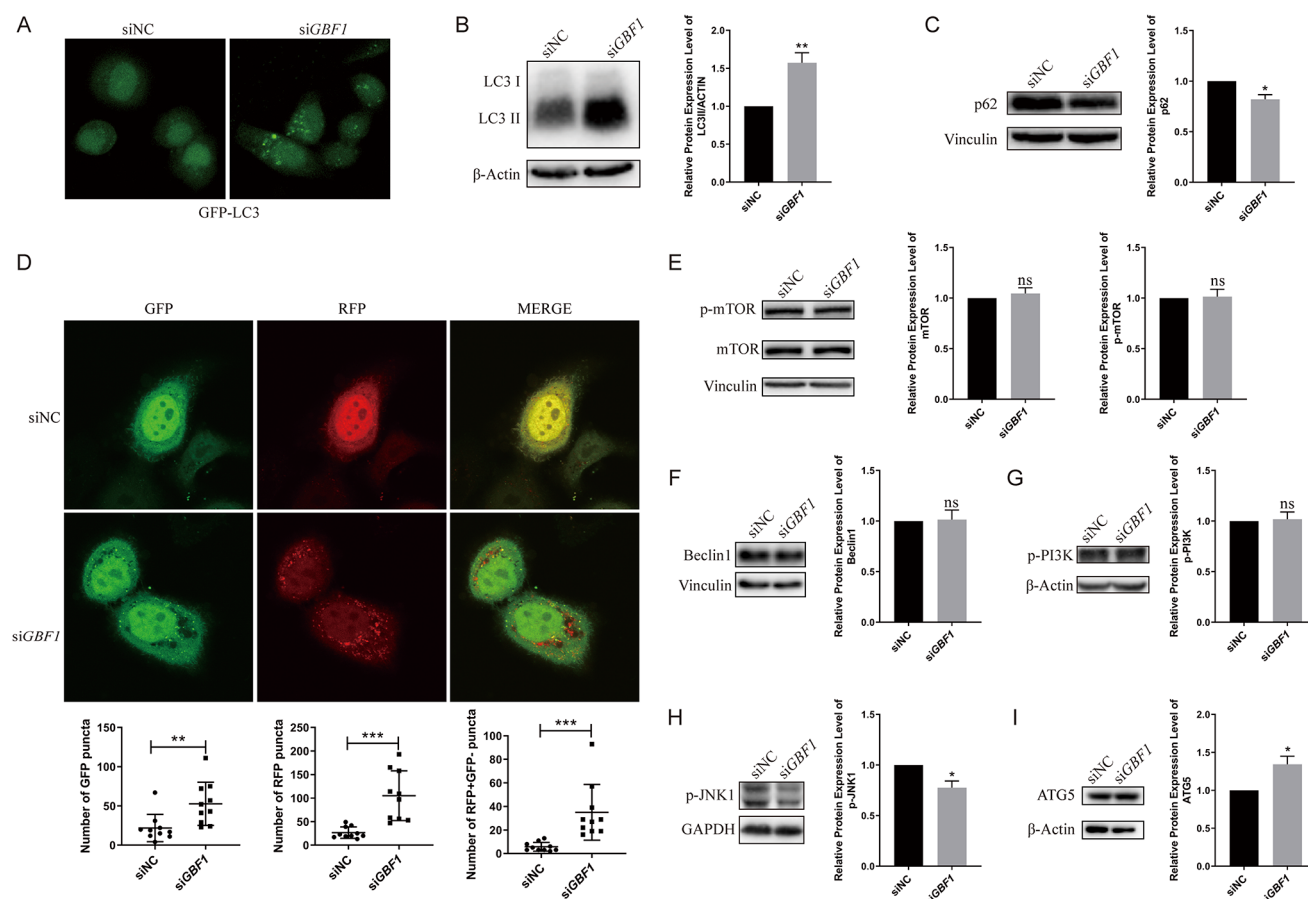 A
siNC
siGBF1
GFP-LC3
B
siNC
siGBF1
LC3 I
LC3 II
β-Actin
Relative Protein Expression Level of
LC3II/ACTIN
2.0
1.5
1.0
0.5
0.0
**
siNC
siGBF1
C
siNC
siGBF1
p62
Vinculin
Relative Protein Expression Level of
p62
1.5
1.0
0.5
0.0
*
siNC
siGBF1
D
GFP
RFP
MERGE
siNC
siGBF1
Number of GFP puncta
150
100
50
0
**
siNC
siGBF1
Number of RFP puncta
250
200
150
100
50
0
***
siNC
siGBF1
Number of RFP+GFP- puncta
100
80
60
40
20
0
***
siNC
siGBF1
E
siNC
siGBF1
p-mTOR
mTOR
Vinculin
Relative Protein Expression Level of
mTOR
1.5
1.0
0.5
0.0
ns
siNC
siGBF1
Relative Protein Expression Level of
p-mTOR
1.5
1.0
0.5
0.0
ns
siNC
siGBF1
F
siNC
siGBF1
Beclin1
Vinculin
Relative Protein Expression Level of
Beclin1
1.5
1.0
0.5
0.0
ns
siNC
siGBF1
G
siNC
siGBF1
p-PI3K
β-Actin
Relative Protein Expression Level of
p-PI3K
1.5
1.0
0.5
0.0
ns
siNC
siGBF1
H
siNC
siGBF1
p-JNK1
GAPDH
Relative Protein Expression Level of
p-JNK1
1.5
1.0
0.5
0.0
*
siNC
siGBF1
I
siNC
siGBF1
ATG5
β-Actin
Relative Protein Expression Level of
ATG5
2.0
1.5
1.0
0.5
0.0
*
siNC
siGBF1